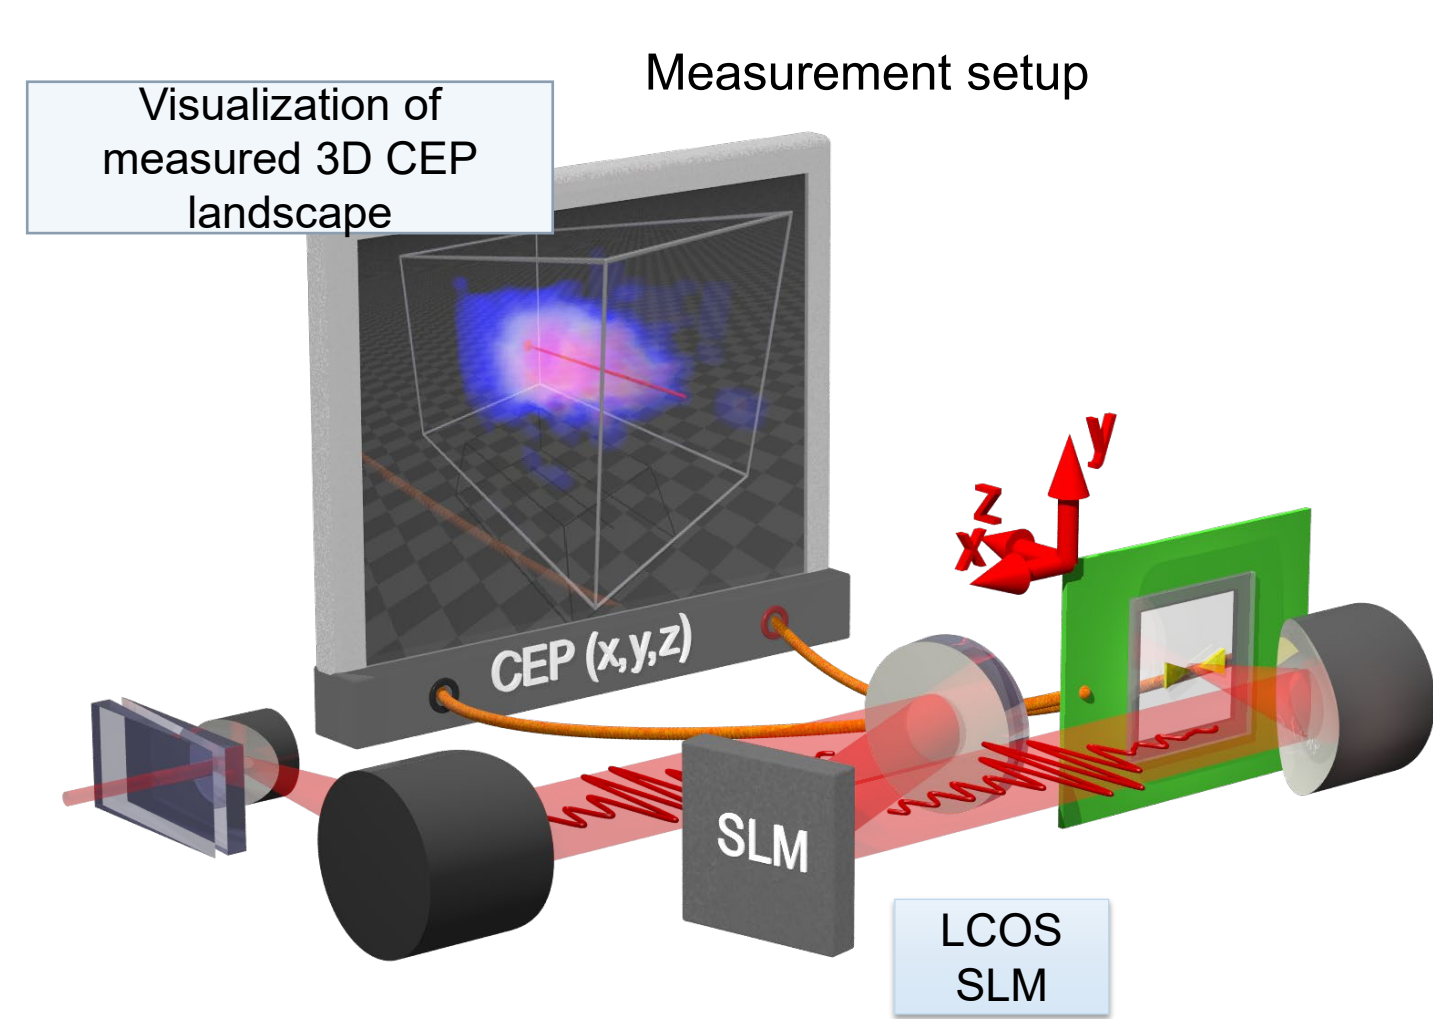 Measurement setup
Visualization of
measured 3D CEP
landscape
y
z
x
CEP (x,y,z)
SLM
LCOS
SLM